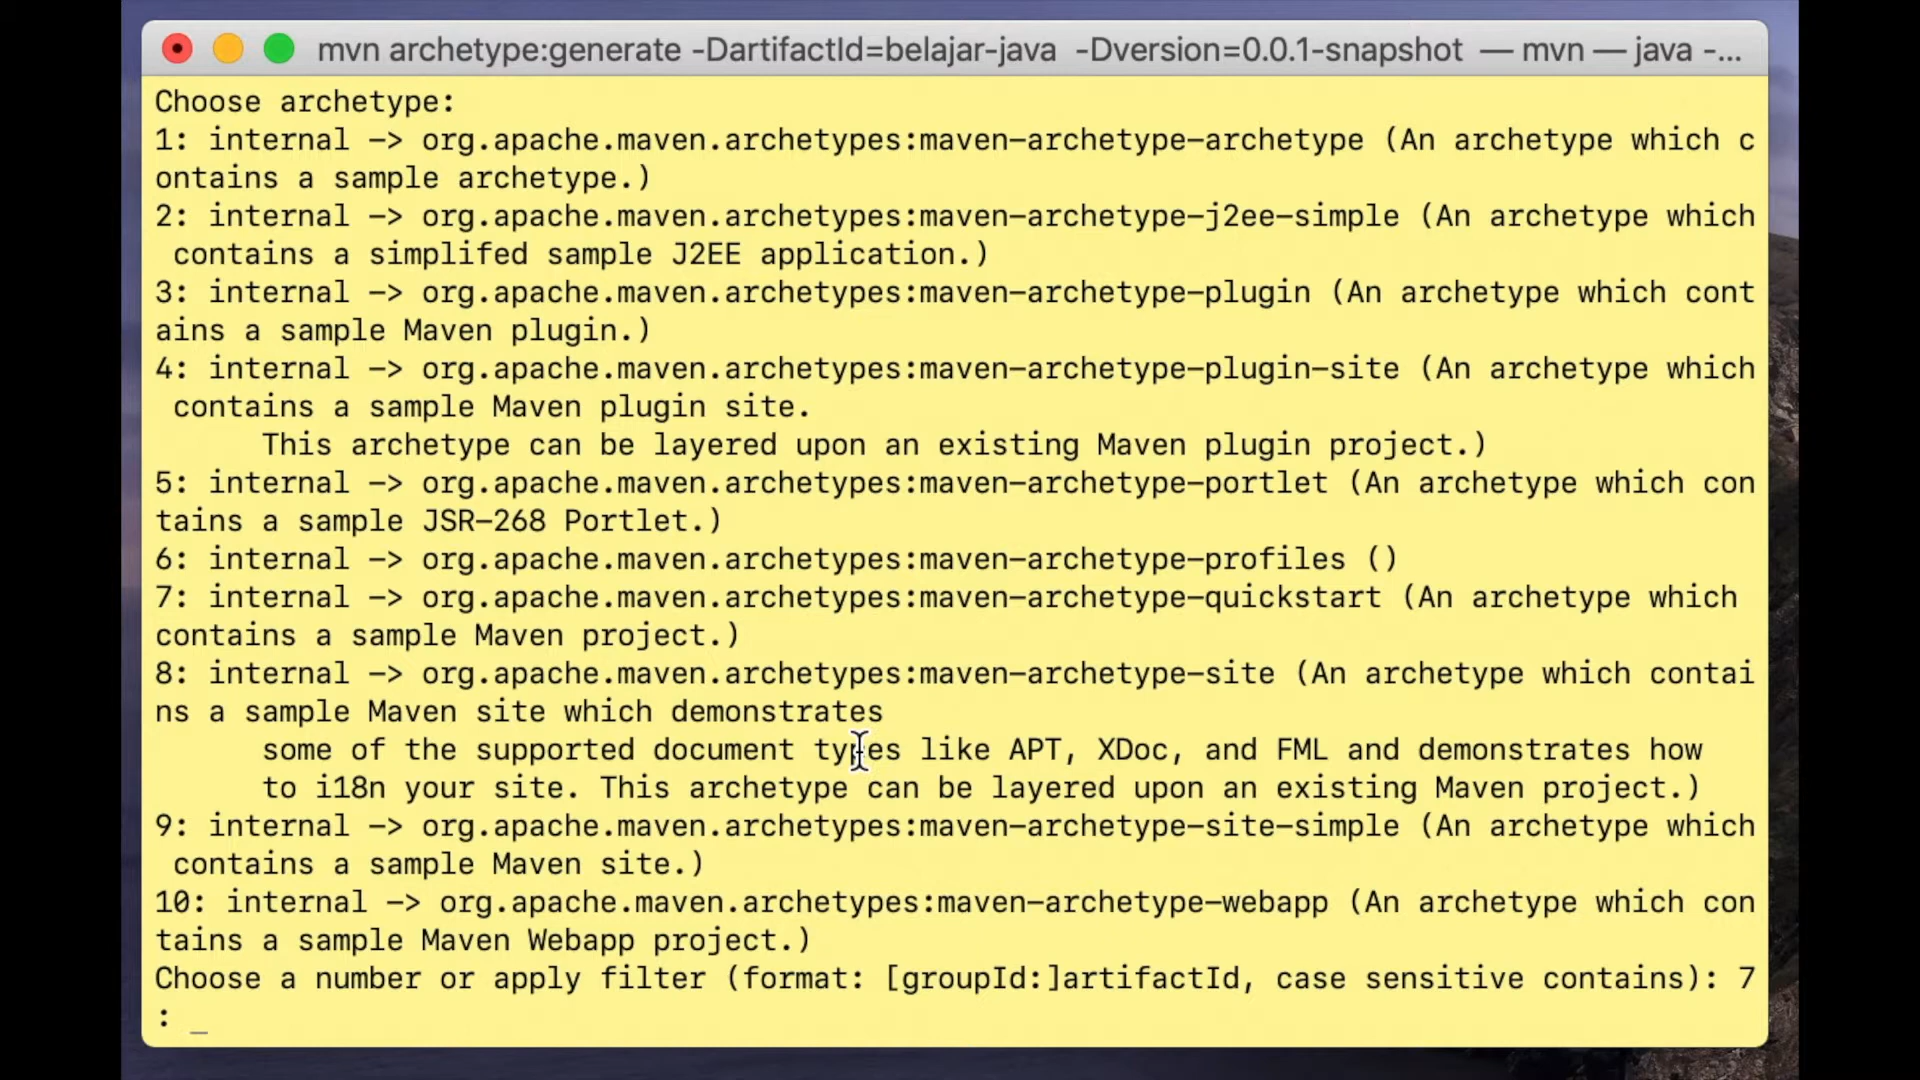 mvn archetype:generate -DartifactId=belajar-java  -Dversion=0.0.1-snapshot — mvn — java -...
Choose archetype:
1: internal -> org.apache.maven.archetypes:maven-archetype-archetype (An archetype which c
ontains a sample archetype.)
2: internal -> org.apache.maven.archetypes:maven-archetype-j2ee-simple (An archetype which
 contains a simplifed sample J2EE application.)
3: internal -> org.apache.maven.archetypes:maven-archetype-plugin (An archetype which cont
ains a sample Maven plugin.)
4: internal -> org.apache.maven.archetypes:maven-archetype-plugin-site (An archetype which
 contains a sample Maven plugin site.
      This archetype can be layered upon an existing Maven plugin project.)
5: internal -> org.apache.maven.archetypes:maven-archetype-portlet (An archetype which con
tains a sample JSR-268 Portlet.)
6: internal -> org.apache.maven.archetypes:maven-archetype-profiles ()
7: internal -> org.apache.maven.archetypes:maven-archetype-quickstart (An archetype which
contains a sample Maven project.)
8: internal -> org.apache.maven.archetypes:maven-archetype-site (An archetype which contai
ns a sample Maven site which demonstrates
      some of the supported document types like APT, XDoc, and FML and demonstrates how
      to i18n your site. This archetype can be layered upon an existing Maven project.)
9: internal -> org.apache.maven.archetypes:maven-archetype-site-simple (An archetype which
 contains a sample Maven site.)
10: internal -> org.apache.maven.archetypes:maven-archetype-webapp (An archetype which con
tains a sample Maven Webapp project.)
Choose a number or apply filter (format: [groupId:]artifactId, case sensitive contains): 7
: _